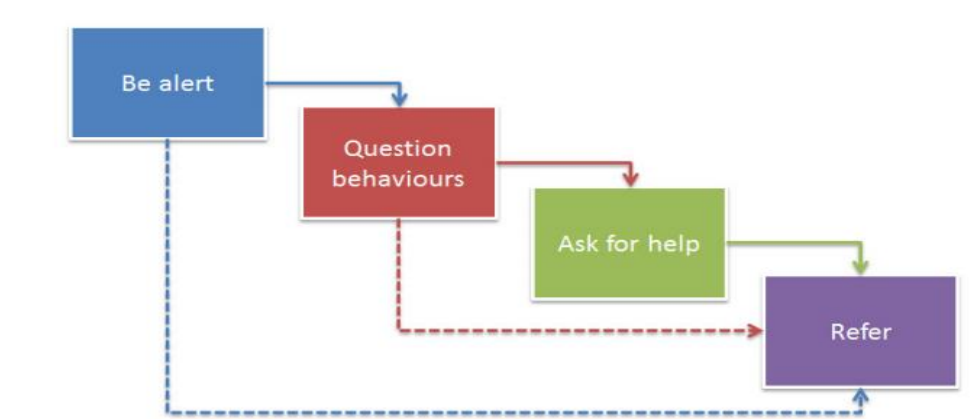 Be alert
Question
behaviours
Ask for help
Refer